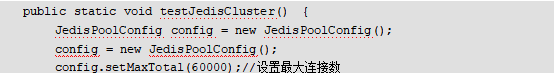 public static void testJedisCluster()  {
JedisPoolConfig config = new JedisPoolConfig();
config = new JedisPoolConfig();
config.setMaxTotal(60000);//设置最大连接数